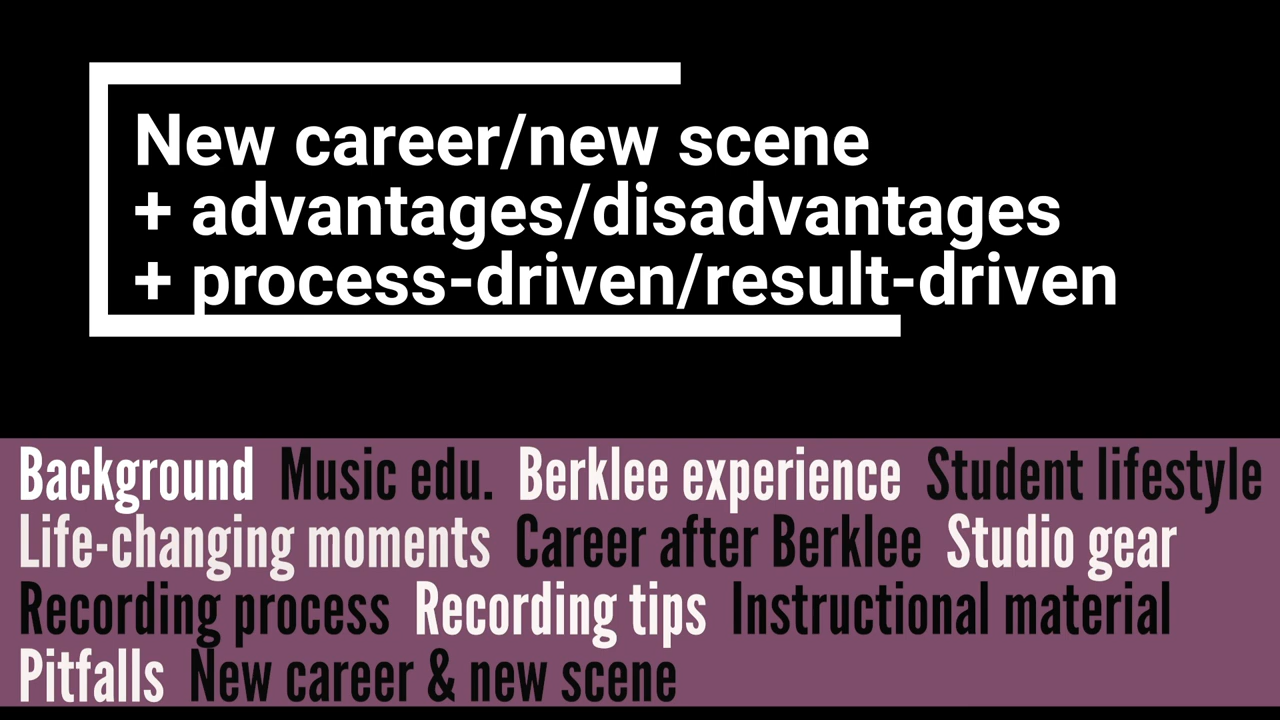 New career/new scene
+ advantages/disadvantages
+ process-driven/result-driven
Background Music edu. Berklee experience Student lifestyle
Life-changing moments Career after Berklee Studio gear
Recording process Recording tips Instructional material
Pitfalls New career & new scene